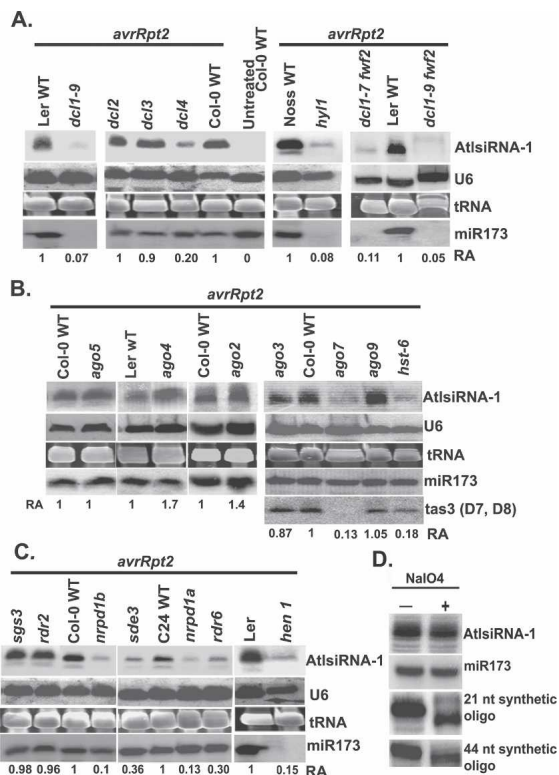 A.
avrRpt2
avrRpt2
Ler WT
dcl1-9
dcl2
dcl3
dcl4
Col-0 WT
Untreated
Col-0 WT
Noss WT
hyl1
dcl1-7 fwf2
Ler WT
dcl1-9 fwf2
AtlsiRNA-1
U6
tRNA
miR173
1 0.07 1 0.9 0.20 1 0 1 0.08 0.11 1 0.05 RA
B.
avrRpt2
Col-0 WT
ago5
Ler wT
ago4
Col-0 WT
ago2
ago3
Col-0 WT
ago7
ago9
hst-6
AtlsiRNA-1
U6
tRNA
miR173
tas3 (D7, D8)
RA 1 1 1 1.7 1 1.4
0.87 1 0.13 1.05 0.18 RA
C.
avrRpt2
sgs3
rdr2
Col-0 WT
nrpd1b
sde3
C24 WT
nrpd1a
rdr6
Ler
hen 1
AtlsiRNA-1
U6
tRNA
miR173
0.98 0.96 1 0.1 0.36 1 0.13 0.30 1 0.15 RA
D.
NaIO4
— +
AtlsiRNA-1
miR173
21 nt synthetic
oligo
44 nt synthetic
oligo